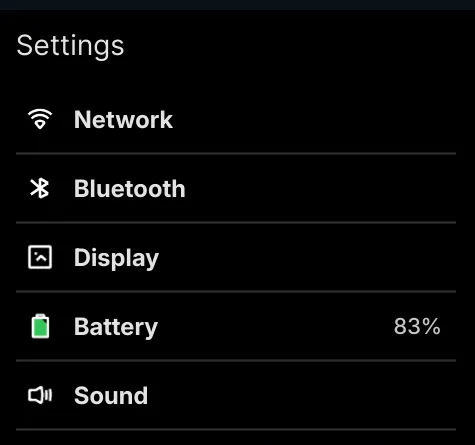 Settings
Network
Bluetooth
Display
Battery 83%
Sound